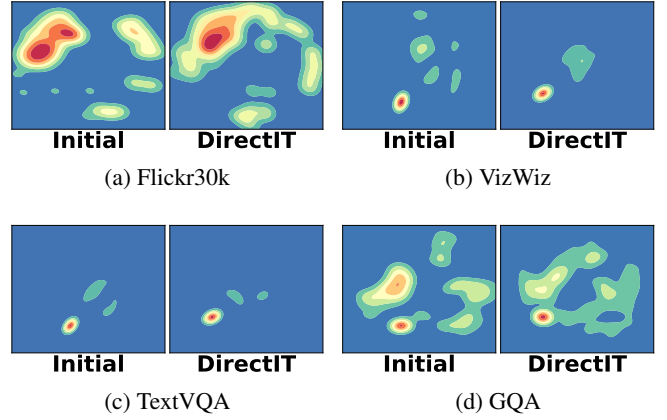 Initial DirectIT Initial DirectIT
(a) Flickr30k (b) VizWiz
Initial DirectIT Initial DirectIT
(c) TextVQA (d) GQA